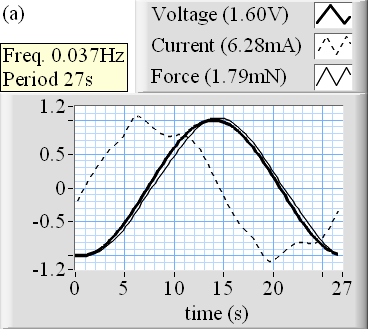 (a)
Freq. 0.037Hz
Period 27s
Voltage (1.60V)
Current (6.28mA)
Force (1.79mN)
1.2
0.5
0
-0.5
-1.2
0 5 10 15 20 27
time (s)